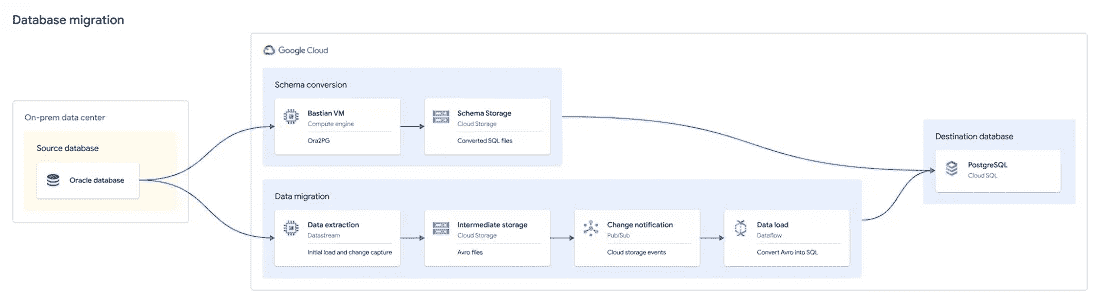 Database migration
Google Cloud
On-prem data center
Source database
Oracle database
Schema conversion
Bastian VM
Compute engine
Ora2PG
Schema Storage
Cloud Storage
Converted SQL files
Data migration
Data extraction
Datastream
Initial load and change capture
Intermediate storage
Cloud Storage
Avro files
Change notification
Pub/Sub
Cloud storage events
Data load
Dataflow
Convert Avro into SQL
Destination database
PostgreSQL
Cloud SQL